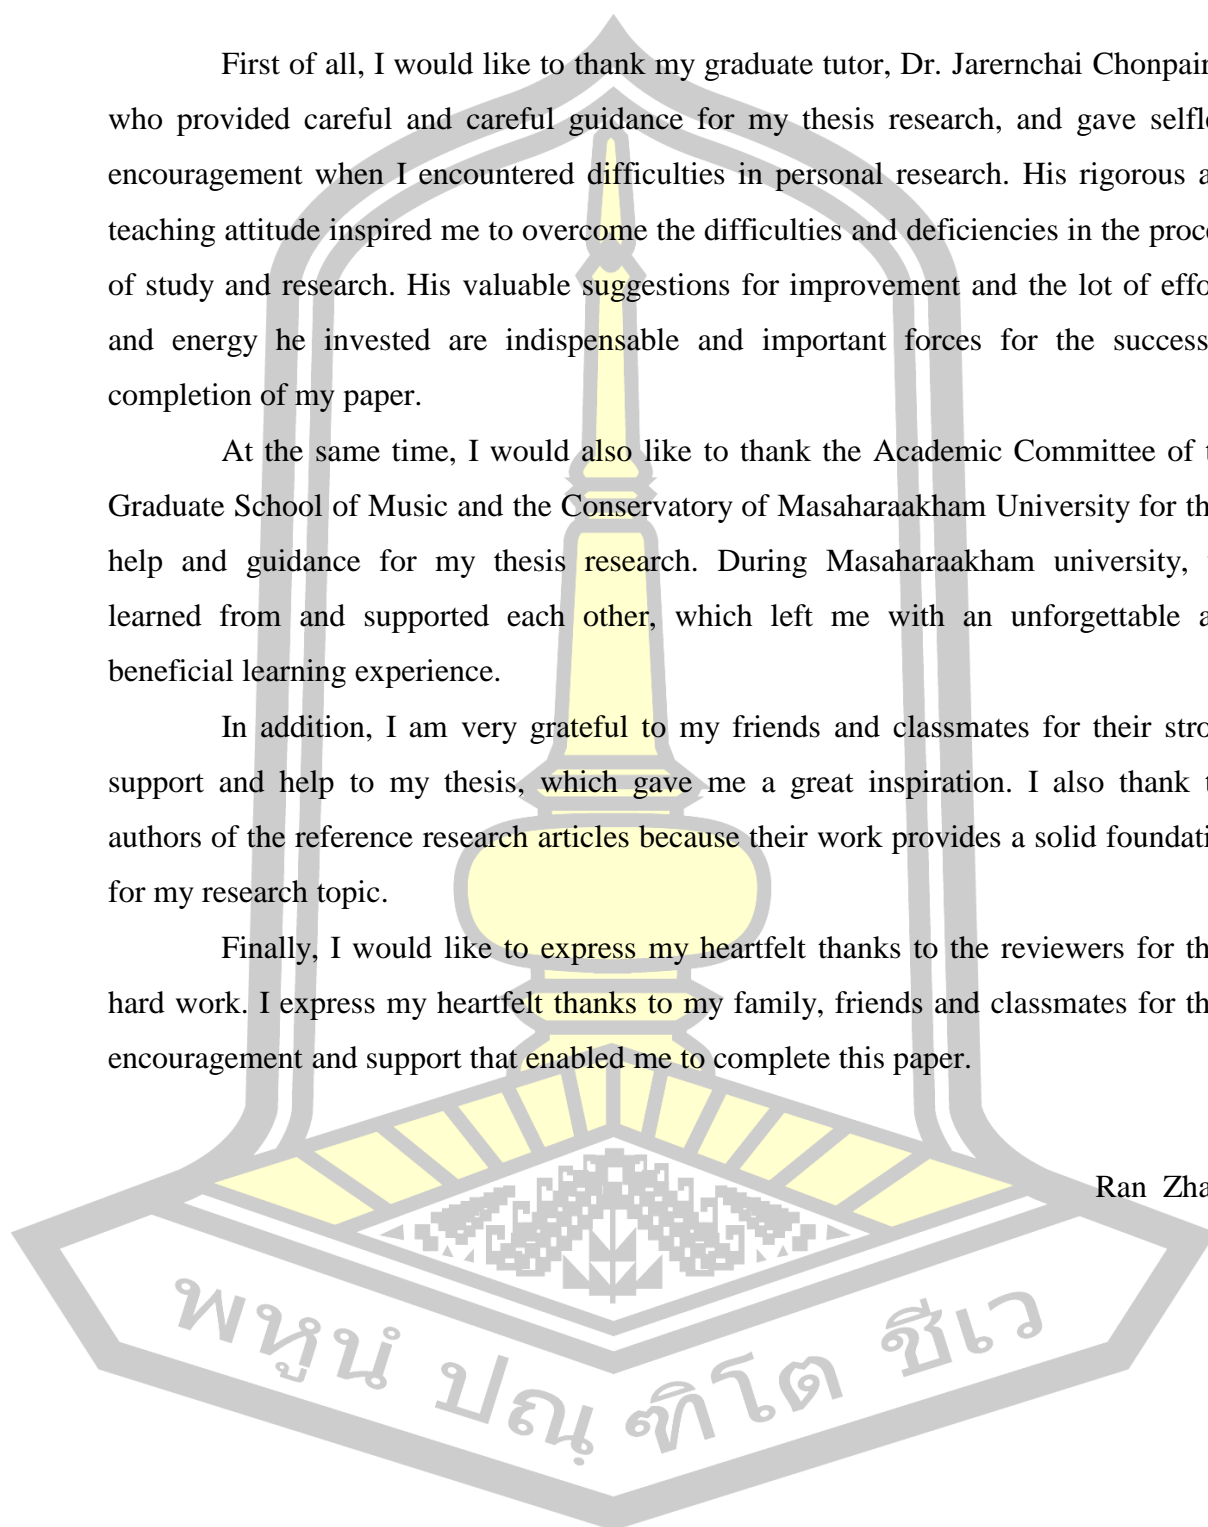 First of all, I would like to thank my graduate tutor, Dr. Jarernchai Chonpair
who provided careful and careful guidance for my thesis research, and gave selfle
encouragement when I encountered difficulties in personal research. His rigorous a
teaching attitude inspired me to overcome the difficulties and deficiencies in the proce
of study and research. His valuable suggestions for improvement and the lot of effo
and energy he invested are indispensable and important forces for the success
completion of my paper.
At the same time, I would also like to thank the Academic Committee of t
Graduate School of Music and the Conservatory of Masaharaakham University for the
help and guidance for my thesis research. During Masaharaakham university,
learned from and supported each other, which left me with an unforgettable a
beneficial learning experience.
In addition, I am very grateful to my friends and classmates for their stro
support and help to my thesis, which gave me a great inspiration. I also thank t
authors of the reference research articles because their work provides a solid foundati
for my research topic.
Finally, I would like to express my heartfelt thanks to the reviewers for the
hard work. I express my heartfelt thanks to my family, friends and classmates for the
encouragement and support that enabled me to complete this paper.
Ran Zha
พหูนํ ปณฺฑิโต ชีเว